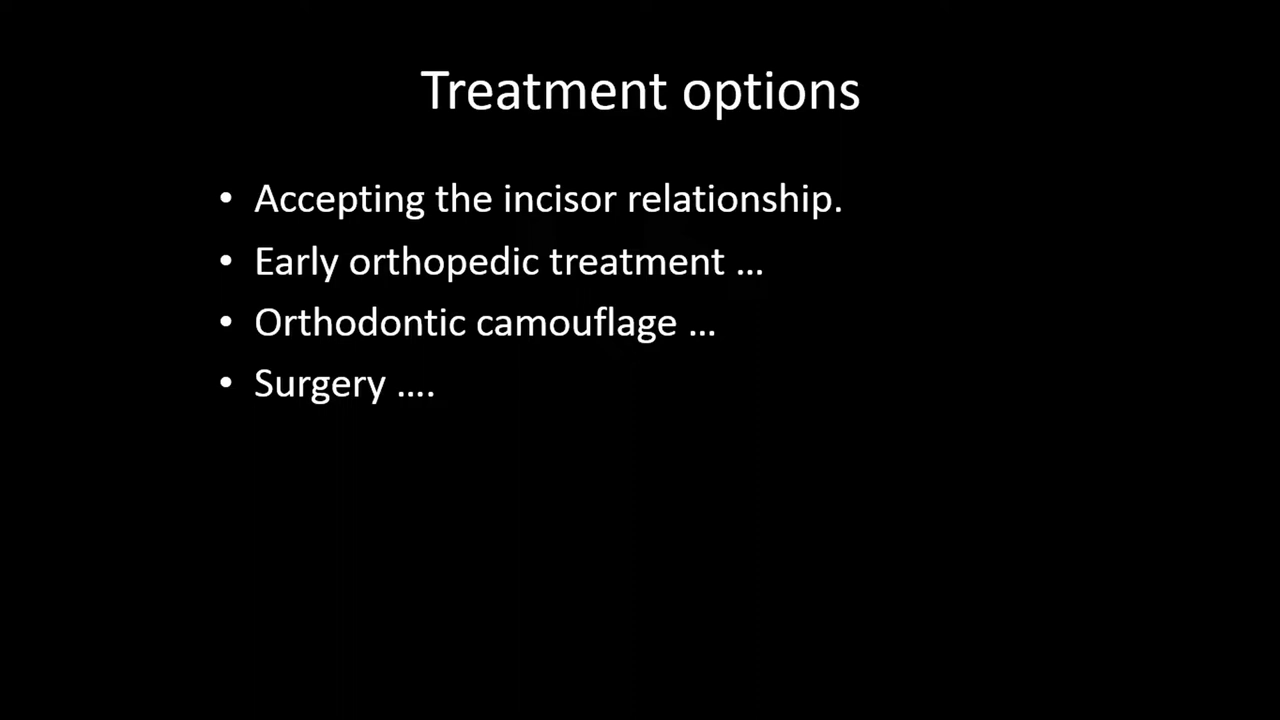 Treatment options
• Accepting the incisor relationship.
• Early orthopedic treatment …
• Orthodontic camouflage …
• Surgery ….